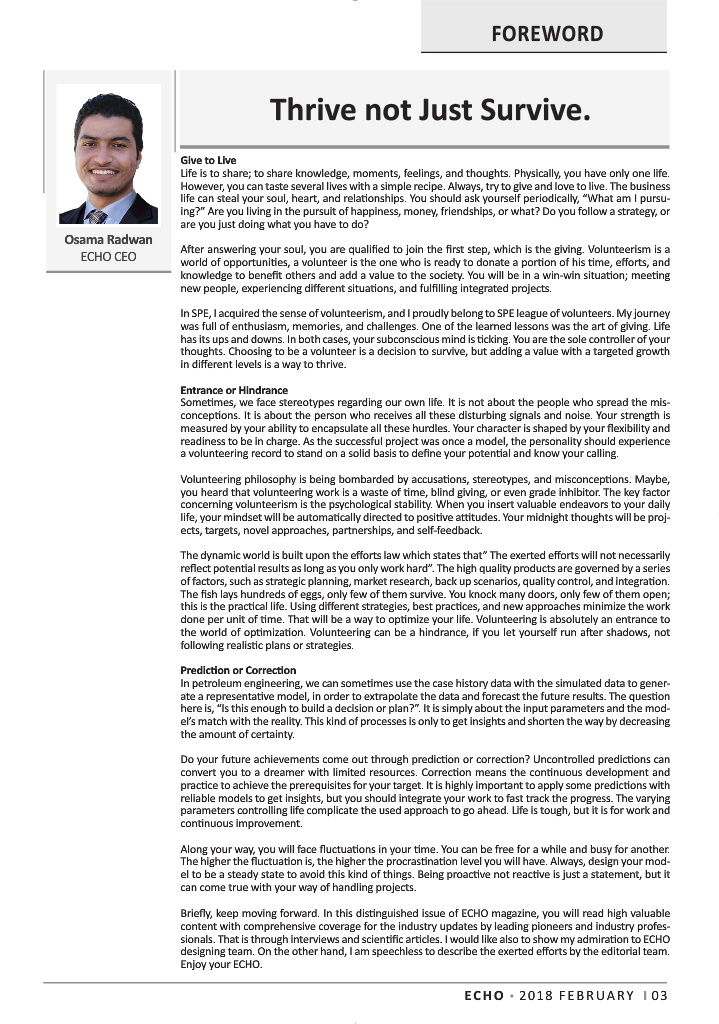 FOREWORD
Thrive not Just Survive.
Osama Radwan
ECHO CEO
Give to Live
Life is to share; to share knowledge, moments, feelings, and thoughts. Physically, you have only one life.
However, you can taste several lives with a simple recipe. Always, try to give and love to live. The business
life can steal your soul, heart, and relationships. You should ask yourself periodically, “What am I pursu-
ing?” Are you living in the pursuit of happiness, money, friendships, or what? Do you follow a strategy, or
are you just doing what you have to do?
After answering your soul, you are qualified to join the first step, which is the giving. Volunteerism is a
world of opportunities, a volunteer is the one who is ready to donate a portion of his time, efforts, and
knowledge to benefit others and add a value to the society. You will be in a win-win situation; meeting
new people, experiencing different situations, and fulfilling integrated projects.
In SPE, I acquired the sense of volunteerism, and I proudly belong to SPE league of volunteers. My journey
was full of enthusiasm, memories, and challenges. One of the learned lessons was the art of giving. Life
has its ups and downs. In both cases, your subconscious mind is ticking. You are the sole controller of your
thoughts. Choosing to be a volunteer is a decision to survive, but adding a value with a targeted growth
in different levels is a way to thrive.
Entrance or Hindrance
Sometimes, we face stereotypes regarding our own life. It is not about the people who spread the mis-
conceptions. It is about the person who receives all these disturbing signals and noise. Your strength is
measured by your ability to encapsulate all these hurdles. Your character is shaped by your flexibility and
readiness to be in charge. As the successful project was once a model, the personality should experience
a volunteering record to stand on a solid basis to define your potential and know your calling.
Volunteering philosophy is being bombarded by accusations, stereotypes, and misconceptions. Maybe,
you heard that volunteering work is a waste of time, blind giving, or even grade inhibitor. The key factor
concerning volunteerism is the psychological stability. When you insert valuable endeavors to your daily
life, your mindset will be automatically directed to positive attitudes. Your midnight thoughts will be proj-
ects, targets, novel approaches, partnerships, and self-feedback.
The dynamic world is built upon the efforts law which states that” The exerted efforts will not necessarily
reflect potential results as long as you only work hard”. The high quality products are governed by a series
of factors, such as strategic planning, market research, back up scenarios, quality control, and integration.
The fish lays hundreds of eggs, only few of them survive. You knock many doors, only few of them open;
this is the practical life. Using different strategies, best practices, and new approaches minimize the work
done per unit of time. That will be a way to optimize your life. Volunteering is absolutely an entrance to
the world of optimization. Volunteering can be a hindrance, if you let yourself run after shadows, not
following realistic plans or strategies.
Prediction or Correction
In petroleum engineering, we can sometimes use the case history data with the simulated data to gener-
ate a representative model, in order to extrapolate the data and forecast the future results. The question
here is, “Is this enough to build a decision or plan?”. It is simply about the input parameters and the mod-
el’s match with the reality. This kind of processes is only to get insights and shorten the way by decreasing
the amount of certainty.
Do your future achievements come out through prediction or correction? Uncontrolled predictions can
convert you to a dreamer with limited resources. Correction means the continuous development and
practice to achieve the prerequisites for your target. It is highly important to apply some predictions with
reliable models to get insights, but you should integrate your work to fast track the progress. The varying
parameters controlling life complicate the used approach to go ahead. Life is tough, but it is for work and
continuous improvement.
Along your way, you will face fluctuations in your time. You can be free for a while and busy for another.
The higher the fluctuation is, the higher the procrastination level you will have. Always, design your mod-
el to be a steady state to avoid this kind of things. Being proactive not reactive is just a statement, but it
can come true with your way of handling projects.
Briefly, keep moving forward. In this distinguished issue of ECHO magazine, you will read high valuable
content with comprehensive coverage for the industry updates by leading pioneers and industry profes-
sionals. That is through interviews and scientific articles. I would like also to show my admiration to ECHO
designing team. On the other hand, I am speechless to describe the exerted efforts by the editorial team.
Enjoy your ECHO.
ECHO • 2018 FEBRUARY | 03